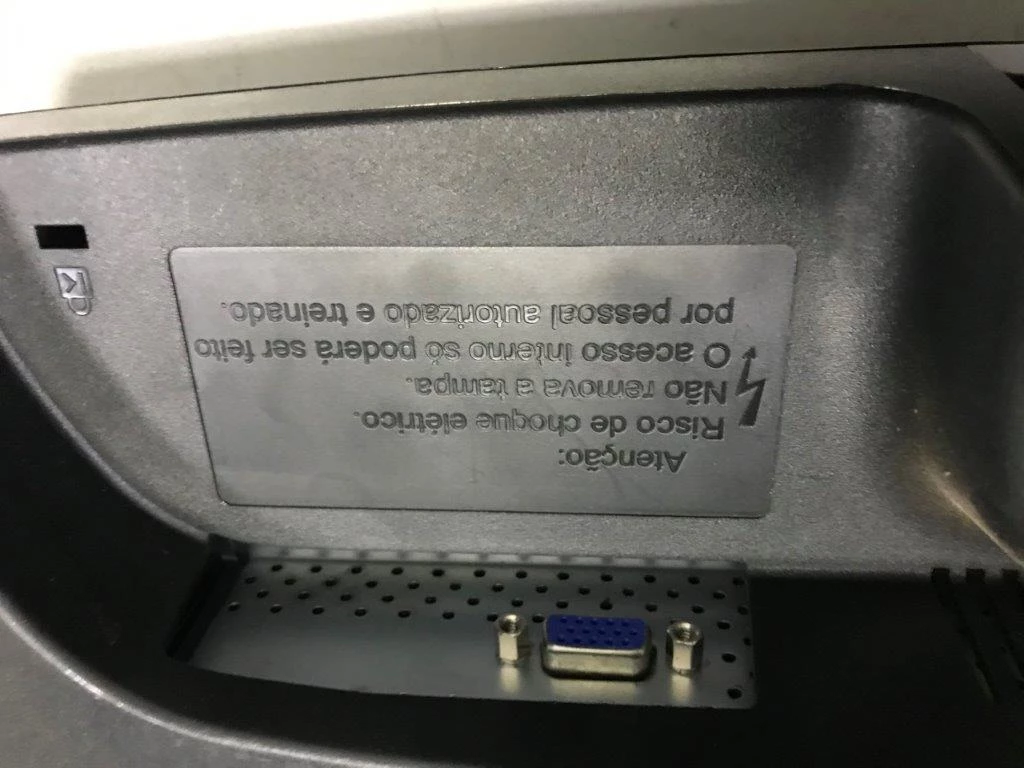 Atenção:
Risco de choque elétrico.
Não remova a tampa.
O acesso interno só poderá ser feito
por pessoal autorizado e treinado.